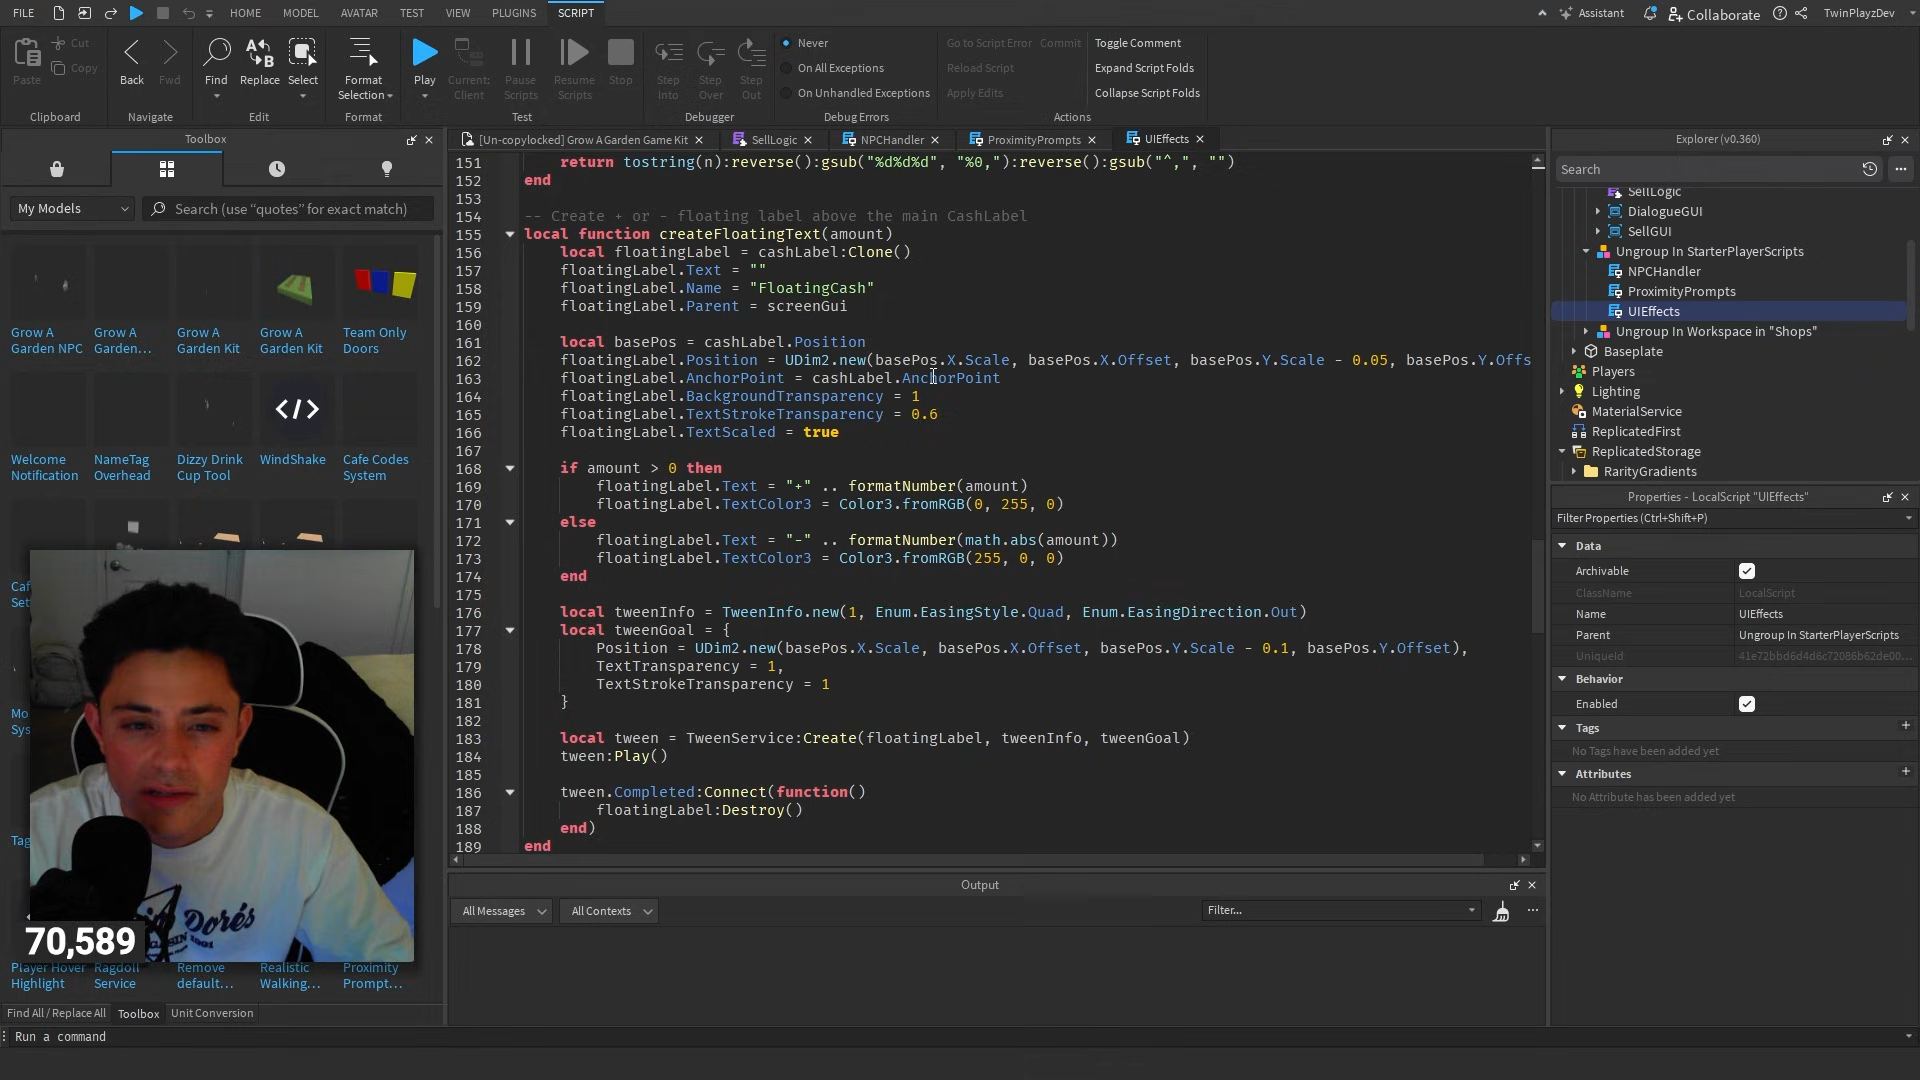 FILE HOME MODEL AVATAR TEST VIEW PLUGINS SCRIPT Assistant Collaborate TwinPlayzDev
Paste Cut Copy
Back Fwd
Find Replace Select
Format Selection
Play Current: Client Pause Scripts Resume Scripts Stop
Step Into Step Over Step Out
Never
On All Exceptions
On Unhandled Exceptions
Go to Script Error Commit
Reload Script
Apply Edits
Toggle Comment
Expand Script Folds
Collapse Script Folds
Clipboard Navigate Edit Format Test Debugger Debug Errors Actions
Toolbox
My Models Search (use “quotes” for exact match)
Grow A Garden NPC
Grow A Garden...
Grow A Garden Kit
Grow A Garden Kit
Team Only Doors
Welcome Notification
NameTag Overhead
Dizzy Drink Cup Tool
WindShake
Cafe Codes System
70,589
Player Hover Highlight
Ragdoll Service
Remove default...
Realistic Walking...
Proximity Prompt...
Find All / Replace All Toolbox Unit Conversion
Run a command
[Un-copylocked] Grow A Garden Game Kit SellLogic NPCHandler ProximityPrompts UIEffects
151 return tostring(n):reverse():gsub("%d%d%d", "%0,"):reverse():gsub("^,", "")
152 end
153
154 -- Create + or - floating label above the main CashLabel
155 local function createFloatingText(amount)
156 local floatingLabel = cashLabel:Clone()
157 floatingLabel.Text = ""
158 floatingLabel.Name = "FloatingCash"
159 floatingLabel.Parent = screenGui
160
161 local basePos = cashLabel.Position
162 floatingLabel.Position = UDim2.new(basePos.X.Scale, basePos.X.Offset, basePos.Y.Scale - 0.05, basePos.Y.Offs
163 floatingLabel.AnchorPoint = cashLabel.AnchorPoint
164 floatingLabel.BackgroundTransparency = 1
165 floatingLabel.TextStrokeTransparency = 0.6
166 floatingLabel.TextScaled = true
167
168 if amount > 0 then
169 floatingLabel.Text = "+" .. formatNumber(amount)
170 floatingLabel.TextColor3 = Color3.fromRGB(0, 255, 0)
171 else
172 floatingLabel.Text = "-" .. formatNumber(math.abs(amount))
173 floatingLabel.TextColor3 = Color3.fromRGB(255, 0, 0)
174 end
175
176 local tweenInfo = TweenInfo.new(1, Enum.EasingStyle.Quad, Enum.EasingDirection.Out)
177 local tweenGoal = {
178 Position = UDim2.new(basePos.X.Scale, basePos.X.Offset, basePos.Y.Scale - 0.1, basePos.Y.Offset),
179 TextTransparency = 1,
180 TextStrokeTransparency = 1
181 }
182
183 local tween = TweenService:Create(floatingLabel, tweenInfo, tweenGoal)
184 tween:Play()
185
186 tween.Completed:Connect(function()
187 floatingLabel:Destroy()
188 end)
189 end
Output
All Messages All Contexts Filter...
Explorer (v0.360)
Search
SellLogic
DialogueGUI
SellGUI
Ungroup In StarterPlayerScripts
NPCHandler
ProximityPrompts
UIEffects
Ungroup In Workspace in "Shops"
Baseplate
Players
Lighting
MaterialService
ReplicatedFirst
ReplicatedStorage
RarityGradients
Properties - LocalScript "UIEffects"
Filter Properties (Ctrl+Shift+P)
Data
Archivable
ClassName LocalScript
Name UIEffects
Parent Ungroup In StarterPlayerScripts
UniqueId 41e72bbd6d4d6c72086b62de00...
Behavior
Enabled
Tags
No Tags have been added yet
Attributes
No Attribute has been added yet